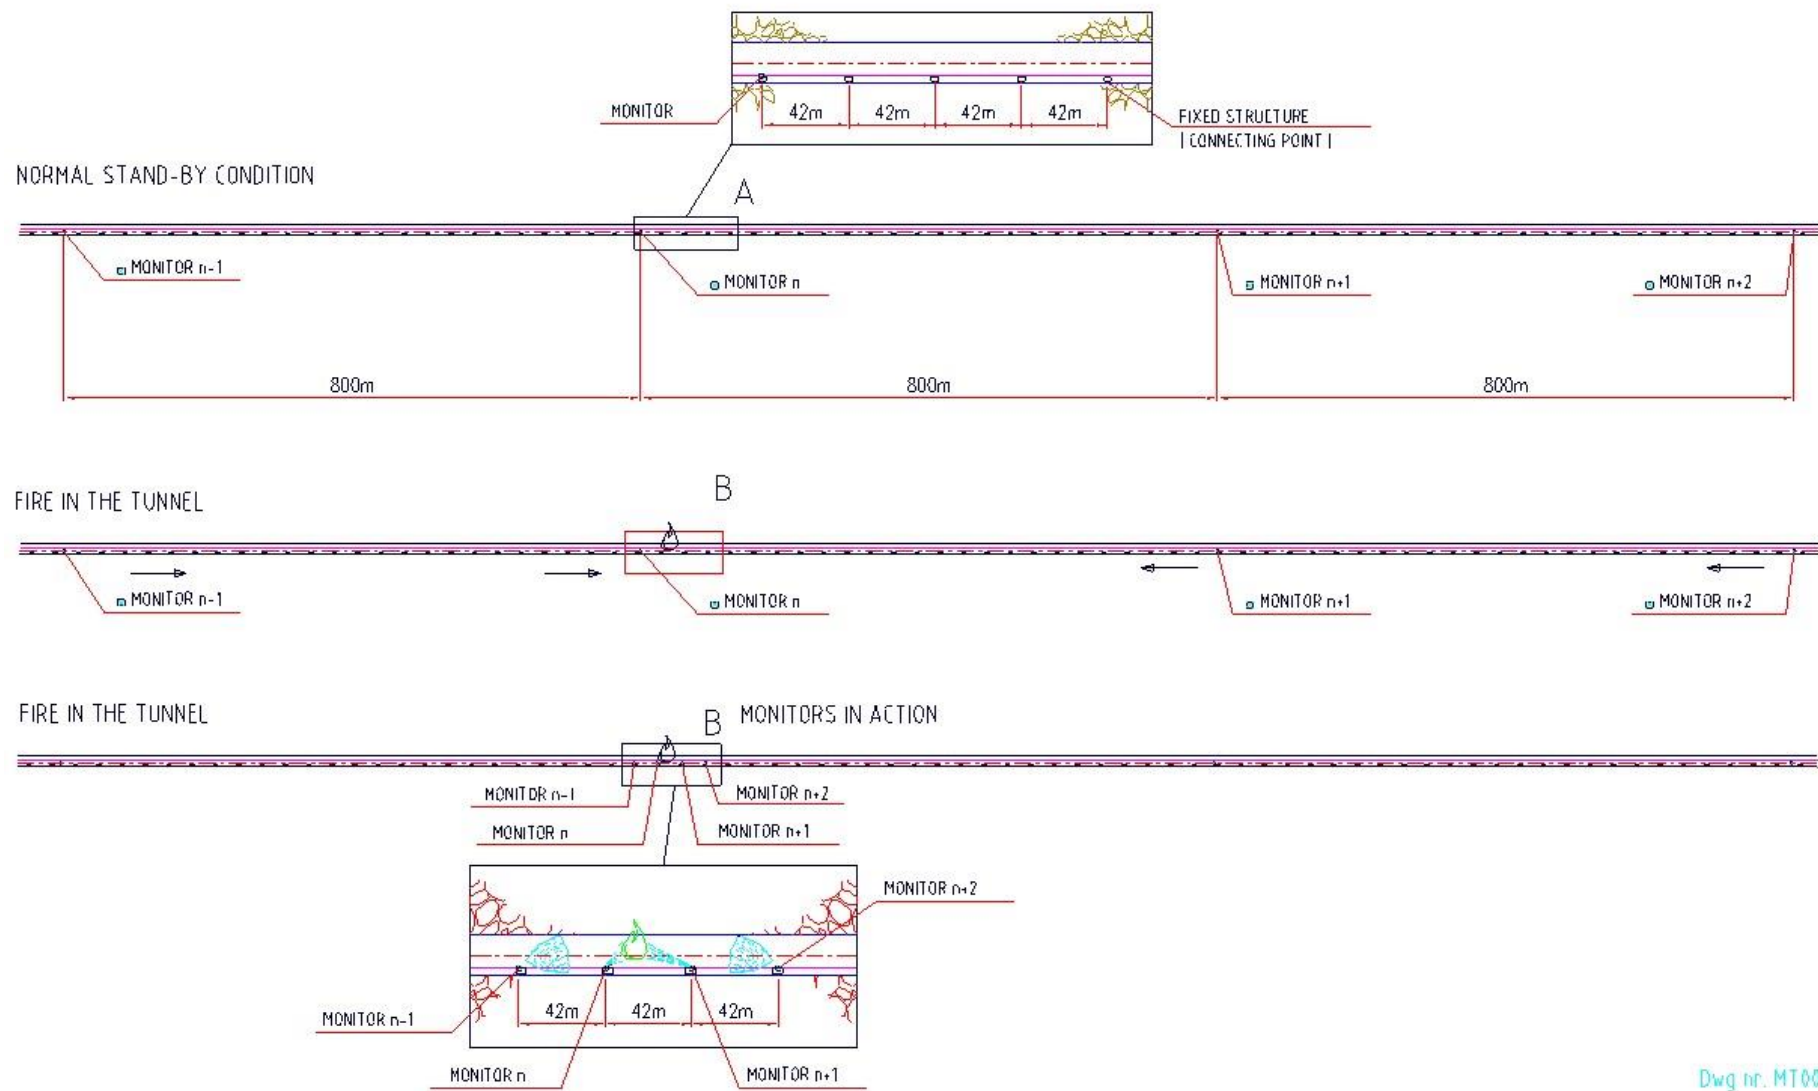 MONITOR
42m
42m
42m
42m
FIXED STRUCTURE
| CONNECTING POINT |
NORMAL STAND-BY CONDITION
A
MONITOR n-1
MONITOR n
MONITOR n+1
MONITOR n+2
800m
800m
800m
FIRE IN THE TUNNEL
B
MONITOR n-1
MONITOR n
MONITOR n+1
MONITOR n+2
FIRE IN THE TUNNEL
B
MONITORS IN ACTION
MONITOR n-1
MONITOR n+2
MONITOR n
MONITOR n+1
MONITOR n+2
42m
42m
42m
MONITOR n-1
MONITOR n
MONITOR n+1
Dwg nr.